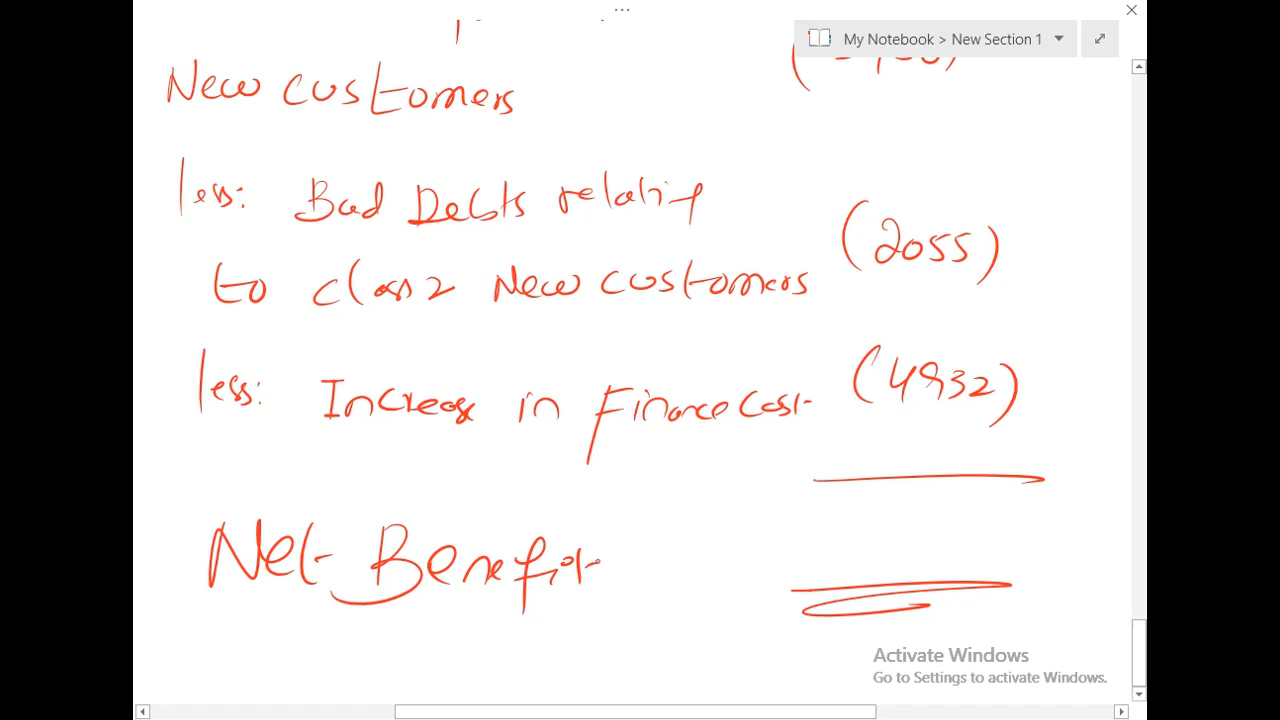 My Notebook > New Section 1
New customers
less: Bad Debts relating
to class 2 New customers (2055)
less: Increase in Finance Cost (4932)
Net Benefit
Activate Windows
Go to Settings to activate Windows.